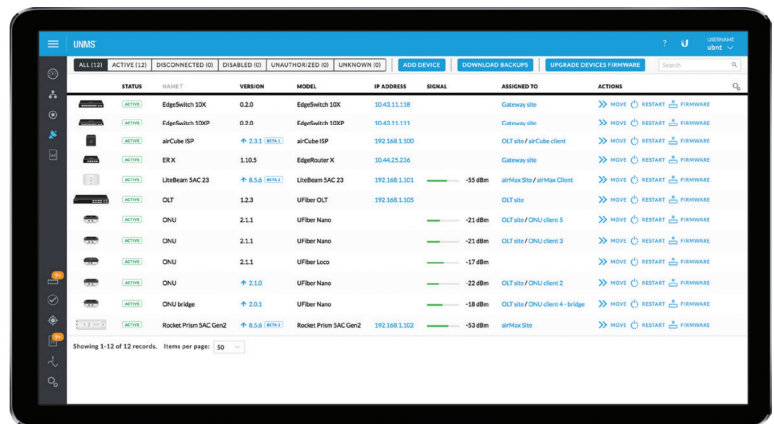 UNMS
? U USERNAME
ubnt
ALL (12) ACTIVE (12) DISCONNECTED (0) DISABLED (0) UNAUTHORIZED (0) UNKNOWN (0) ADD DEVICE DOWNLOAD BACKUPS UPGRADE DEVICES FIRMWARE Search
STATUS NAME VERSION MODEL IP ADDRESS SIGNAL ASSIGNED TO ACTIONS
ACTIVE EdgeSwitch 10X 0.2.0 EdgeSwitch 10X 10.43.11.118 Gateway site MOVE RESTART FIRMWARE
ACTIVE EdgeSwitch 10XP 0.2.0 EdgeSwitch 10XP 10.43.11.111 Gateway site MOVE RESTART FIRMWARE
ACTIVE airCube ISP 2.3.1 BETA 1 airCube ISP 192.168.1.100 OLT site / airCube client MOVE RESTART FIRMWARE
ACTIVE ER X 1.10.5 EdgeRouter X 10.44.25.236 Gateway site MOVE RESTART FIRMWARE
ACTIVE LiteBeam 5AC 23 8.5.6 LiteBeam 5AC 23 192.168.1.101 -55 dBm airMax Site / airMax Client MOVE RESTART FIRMWARE
ACTIVE OLT 1.2.3 UFiber OLT 192.168.1.105 OLT site MOVE RESTART FIRMWARE
ACTIVE ONU 2.1.1 UFiber Nano -21 dBm OLT site / ONU client 5 MOVE RESTART FIRMWARE
ACTIVE ONU 2.1.1 UFiber Nano -21 dBm OLT site / ONU client 3 MOVE RESTART FIRMWARE
ACTIVE ONU 2.1.1 UFiber Loco -17 dBm MOVE RESTART FIRMWARE
ACTIVE ONU 2.1.0 UFiber Nano -22 dBm OLT site / ONU client 2 MOVE RESTART FIRMWARE
ACTIVE ONU bridge 2.0.1 UFiber Nano -18 dBm OLT site / ONU client 4 - bridge MOVE RESTART FIRMWARE
ACTIVE Rocket Prism 5AC Gen2 8.5.6 Rocket Prism 5AC Gen2 192.168.1.102 -53 dBm airMax Site MOVE RESTART FIRMWARE
Showing 1-12 of 12 records. Items per page: 50